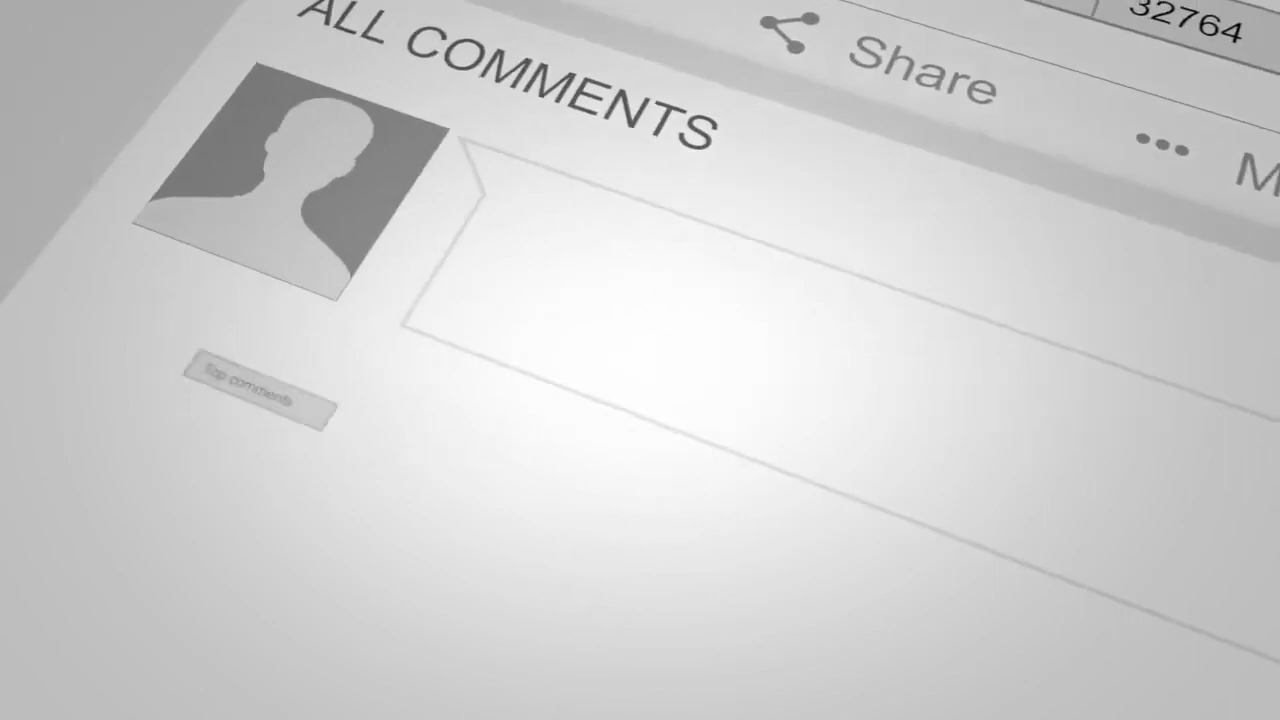 32764
Share
••• M
ALL COMMENTS
Top comments